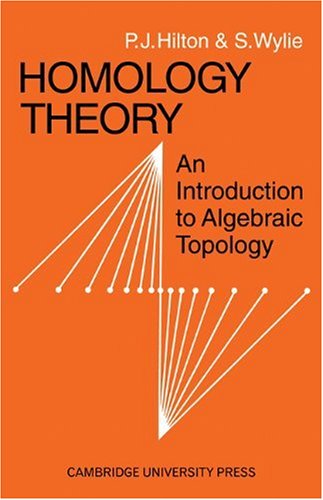 P.J.Hilton & S.Wylie
HOMOLOGY
THEORY
An
Introduction
to Algebraic
Topology
CAMBRIDGE UNIVERSITY PRESS